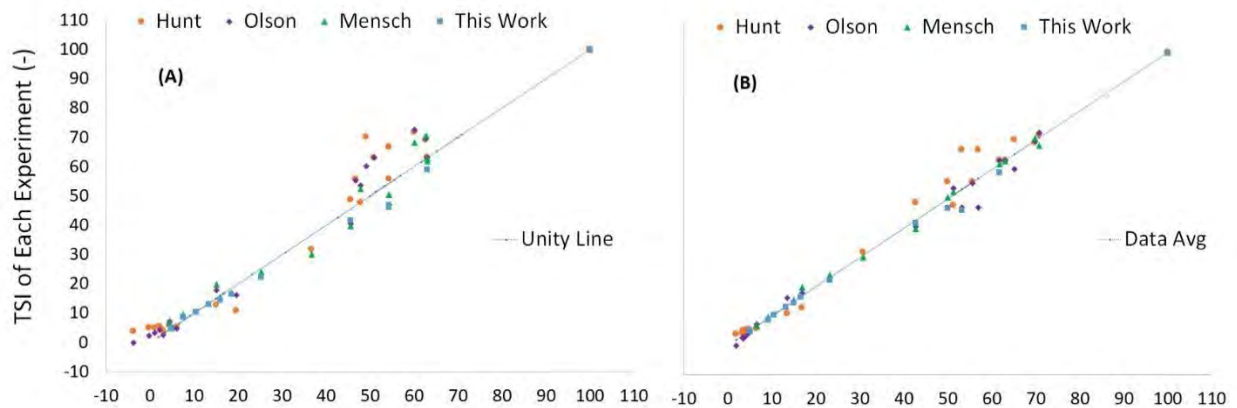 Hunt Olson Mensch This Work
(A)
TSI of Each Experiment (-)
110
100
90
80
70
60
50
40
30
20
10
0
-10
Unity Line
-10 0 10 20 30 40 50 60 70 80 90 100 110
Hunt Olson Mensch This Work
(B)
Data Avg
-10 0 10 20 30 40 50 60 70 80 90 100 110